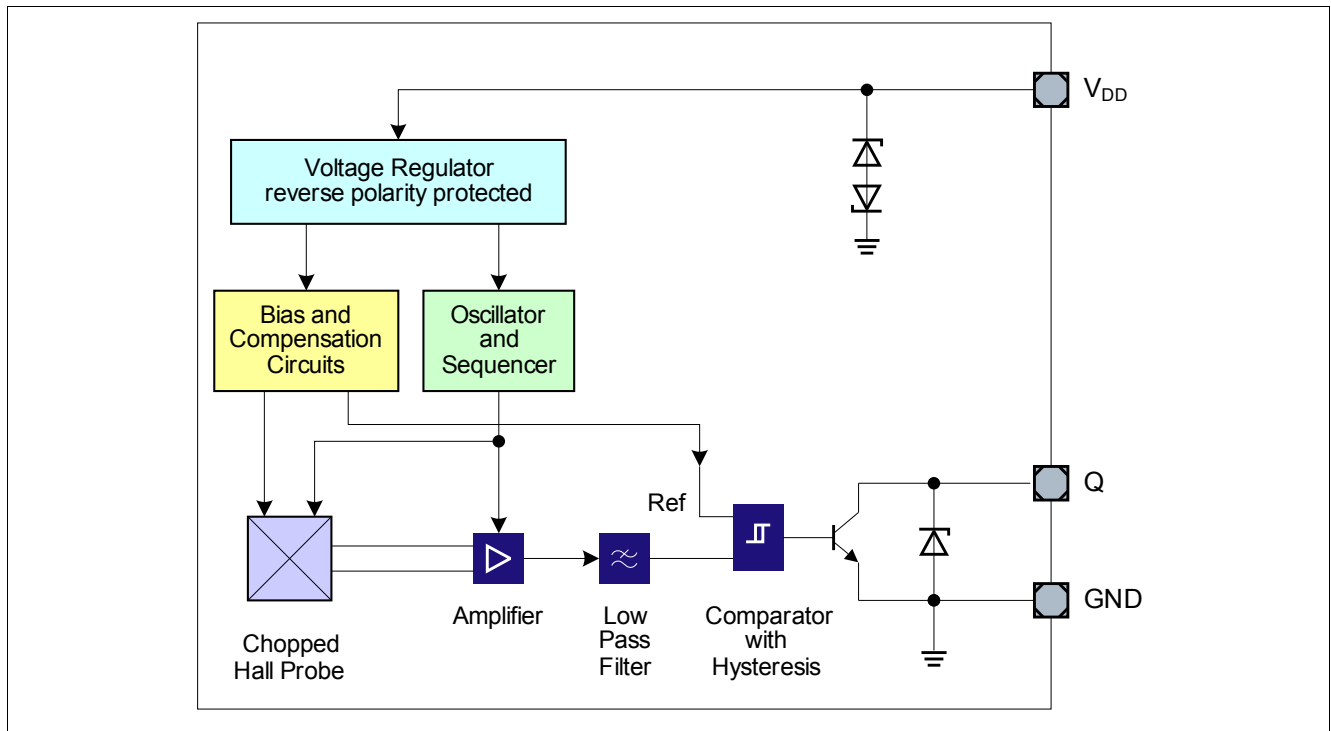 V_DD
Voltage Regulator
reverse polarity protected
Bias and
Compensation
Circuits
Oscillator
and
Sequencer
Ref
Q
GND
Amplifier
Low
Pass
Filter
Comparator
with
Hysteresis
Chopped
Hall Probe